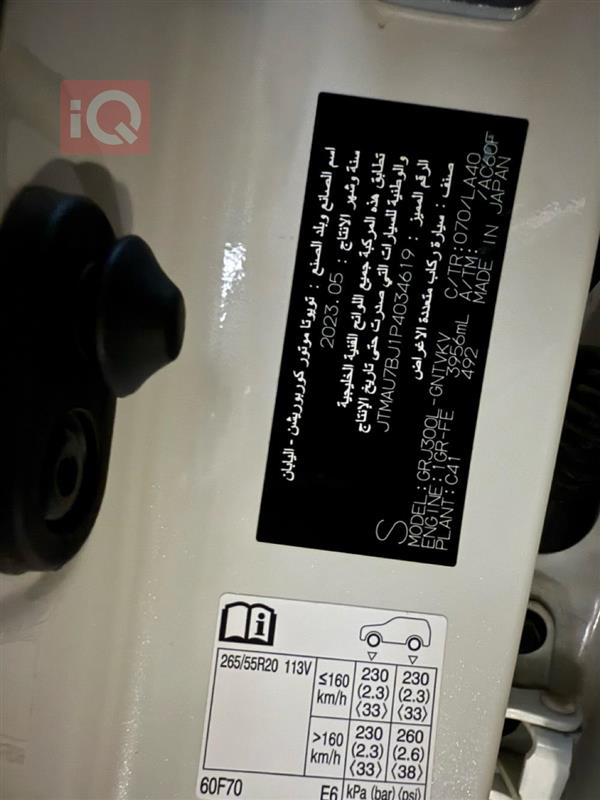 iQ
اسم الصانع وبلد الصنع : تويوتا موتور كوربوريشن - اليابان
سنة وشهر الإنتاج : 2023.05
تطابق هذه المركبة جميع اللوائح الفنية الخليجية
والوطنية للسيارات التي صدرت حتى تاريخ الإنتاج
الرقم المميز : JTMAU7BJ1P4034619
صنف : سيارة ركاب متعددة الاغراض
S
MODEL:GRJ300L-GNTVKV C/TR:070/LA40
ENGINE:1GR-FE 3956mL A/TM: /AC60F
PLANT:C41 492 MADE IN JAPAN
i
265/55R20 113V
≤160 km/h 230 (2.3) ⟨33⟩ 230 (2.3) ⟨33⟩
>160 km/h 230 (2.3) ⟨33⟩ 260 (2.6) ⟨38⟩
60F70 E6 kPa (bar) ⟨psi⟩